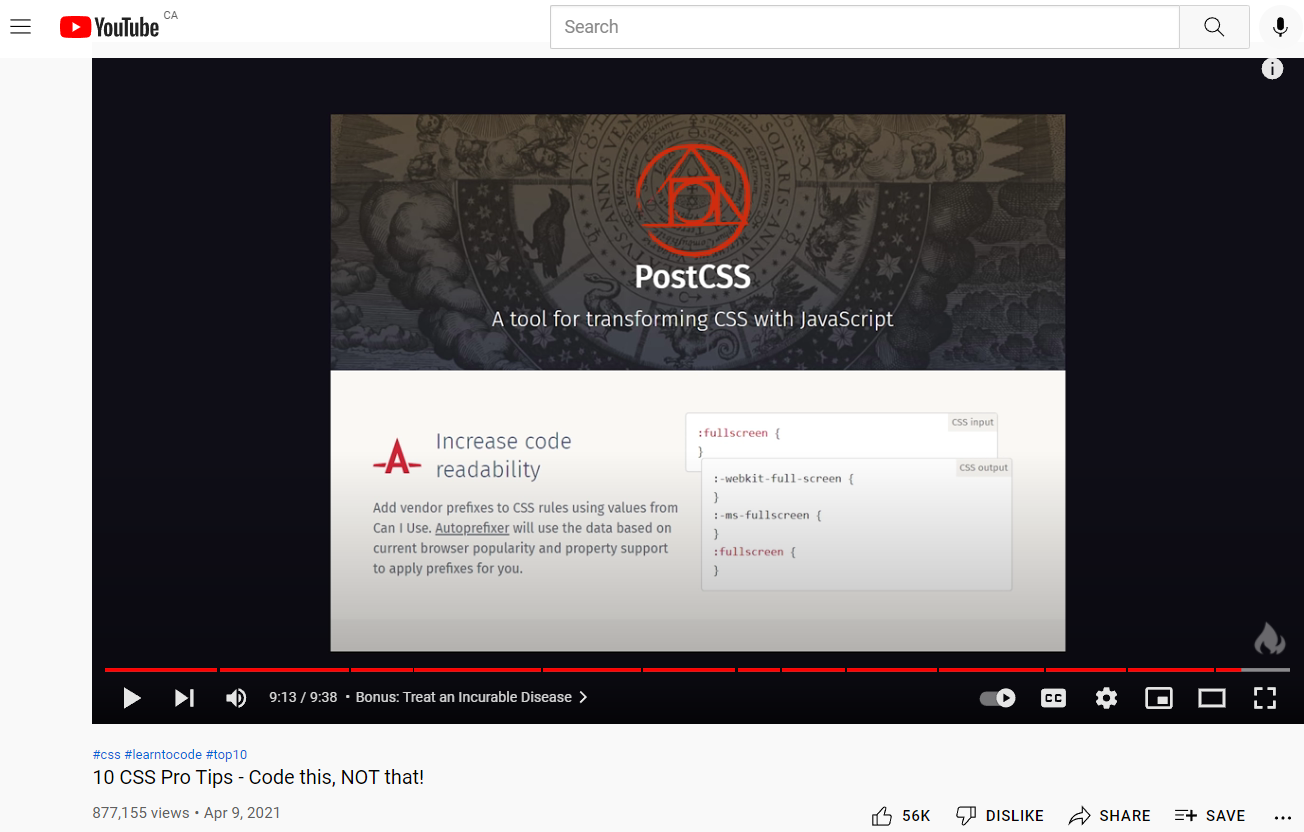 YouTube CA
Search
PostCSS
A tool for transforming CSS with JavaScript
Increase code
readability
Add vendor prefixes to CSS rules using values from
Can I Use. Autoprefixer will use the data based on
current browser popularity and property support
to apply prefixes for you.
CSS input
:fullscreen {
}
CSS output
:-webkit-full-screen {
}
:-ms-fullscreen {
}
:fullscreen {
}
9:13 / 9:38 • Bonus: Treat an Incurable Disease
CC
#css #learntocode #top10
10 CSS Pro Tips - Code this, NOT that!
877,155 views • Apr 9, 2021
56K DISLIKE SHARE SAVE